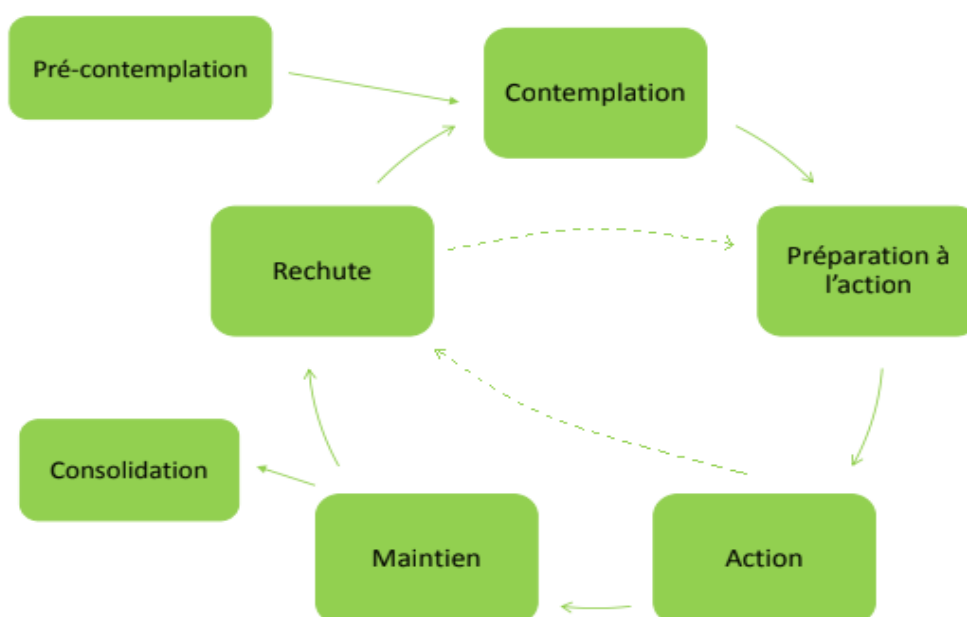 Pré-contemplation
Contemplation
Rechute
Préparation à
l’action
Consolidation
Maintien
Action